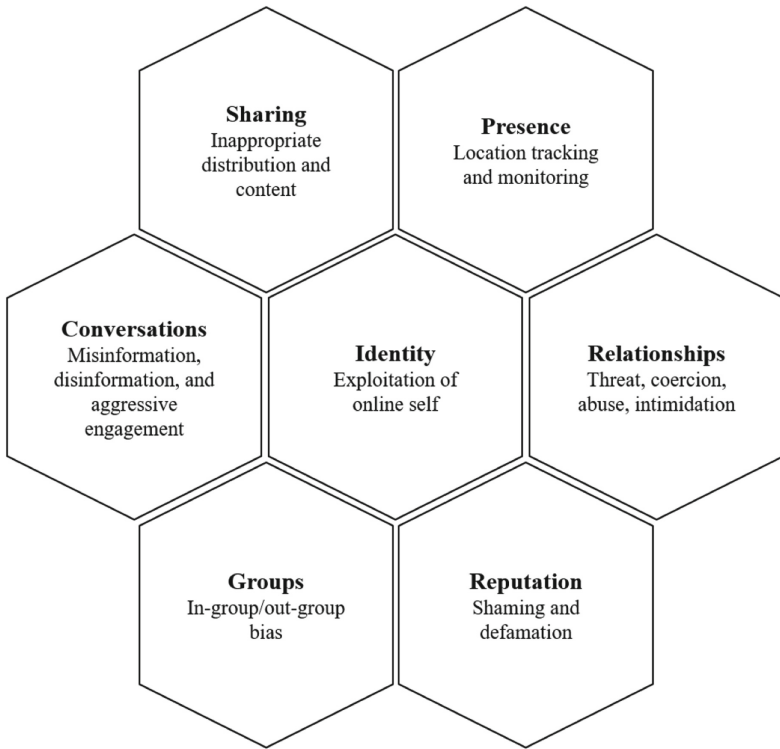 Sharing
Inappropriate
distribution and
content
Presence
Location tracking
and monitoring
Conversations
Misinformation,
disinformation, and
aggressive
engagement
Identity
Exploitation of
online self
Relationships
Threat, coercion,
abuse, intimidation
Groups
In-group/out-group
bias
Reputation
Shaming and
defamation